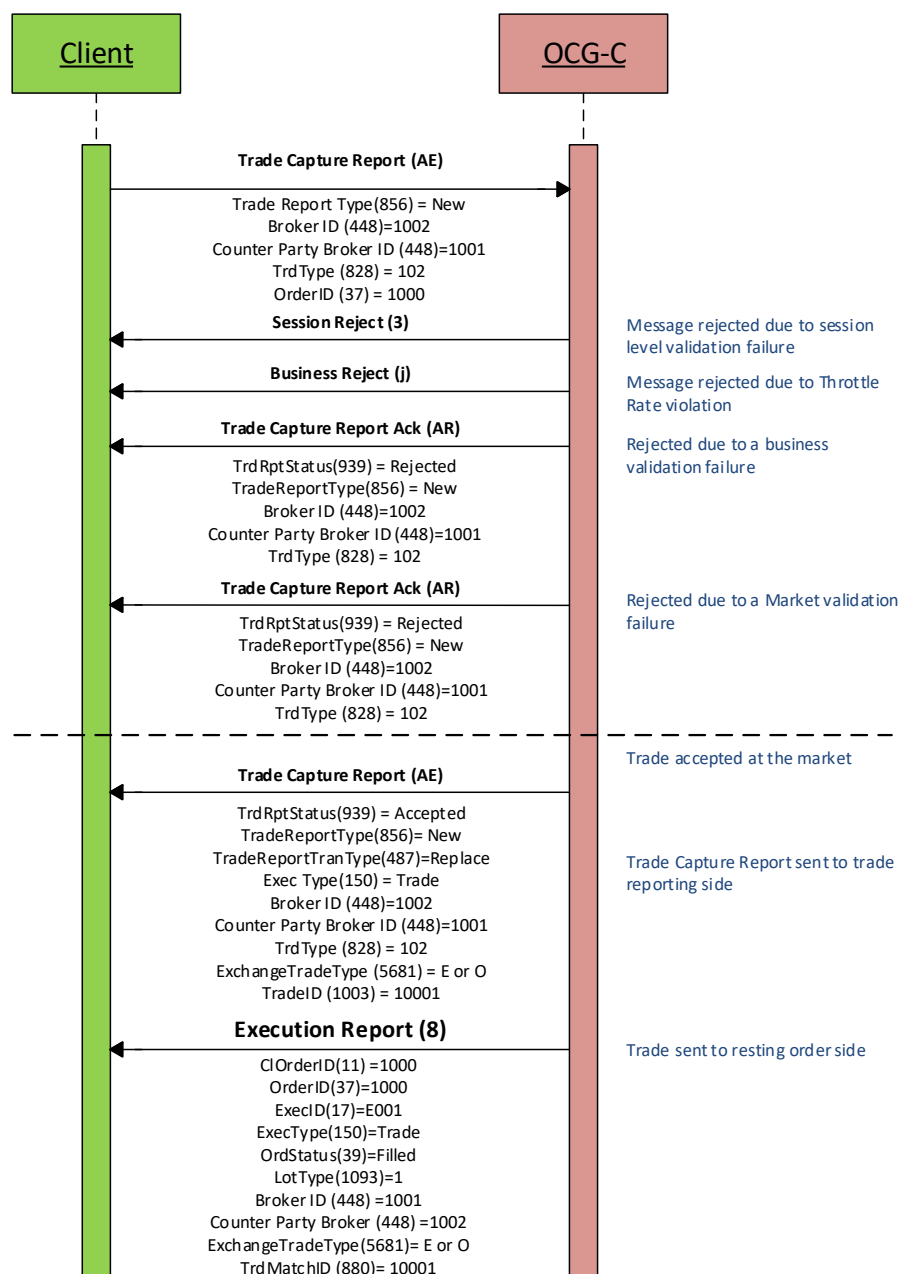 Client
OCG-C
Trade Capture Report (AE)
Trade Report Type(856) = New
Broker ID (448)=1002
Counter Party Broker ID (448)=1001
TrdType (828) = 102
OrderID (37) = 1000
Session Reject (3)
Message rejected due to session
level validation failure
Business Reject (j)
Message rejected due to Throttle
Rate violation
Trade Capture Report Ack (AR)
Rejected due to a business
validation failure
TrdRptStatus(939) = Rejected
TradeReportType(856) = New
Broker ID (448)=1002
Counter Party Broker ID (448)=1001
TrdType (828) = 102
Trade Capture Report Ack (AR)
Rejected due to a Market validation
failure
TrdRptStatus(939) = Rejected
TradeReportType(856) = New
Broker ID (448)=1002
Counter Party Broker ID (448)=1001
TrdType (828) = 102
Trade accepted at the market
Trade Capture Report (AE)
TrdRptStatus(939) = Accepted
TradeReportType(856)= New
TradeReportTranType(487)=Replace
Exec Type(150) = Trade
Broker ID (448)=1002
Counter Party Broker ID (448)=1001
TrdType (828) = 102
ExchangeTradeType (5681) = E or O
TradeID (1003) = 10001
Trade Capture Report sent to trade
reporting side
Execution Report (8)
Trade sent to resting order side
ClOrderID(11) =1000
OrderID(37)=1000
ExecID(17)=E001
ExecType(150)=Trade
OrdStatus(39)=Filled
LotType(1093)=1
Broker ID (448) =1001
Counter Party Broker (448) =1002
ExchangeTradeType(5681)= E or O
TrdMatchID (880)= 10001